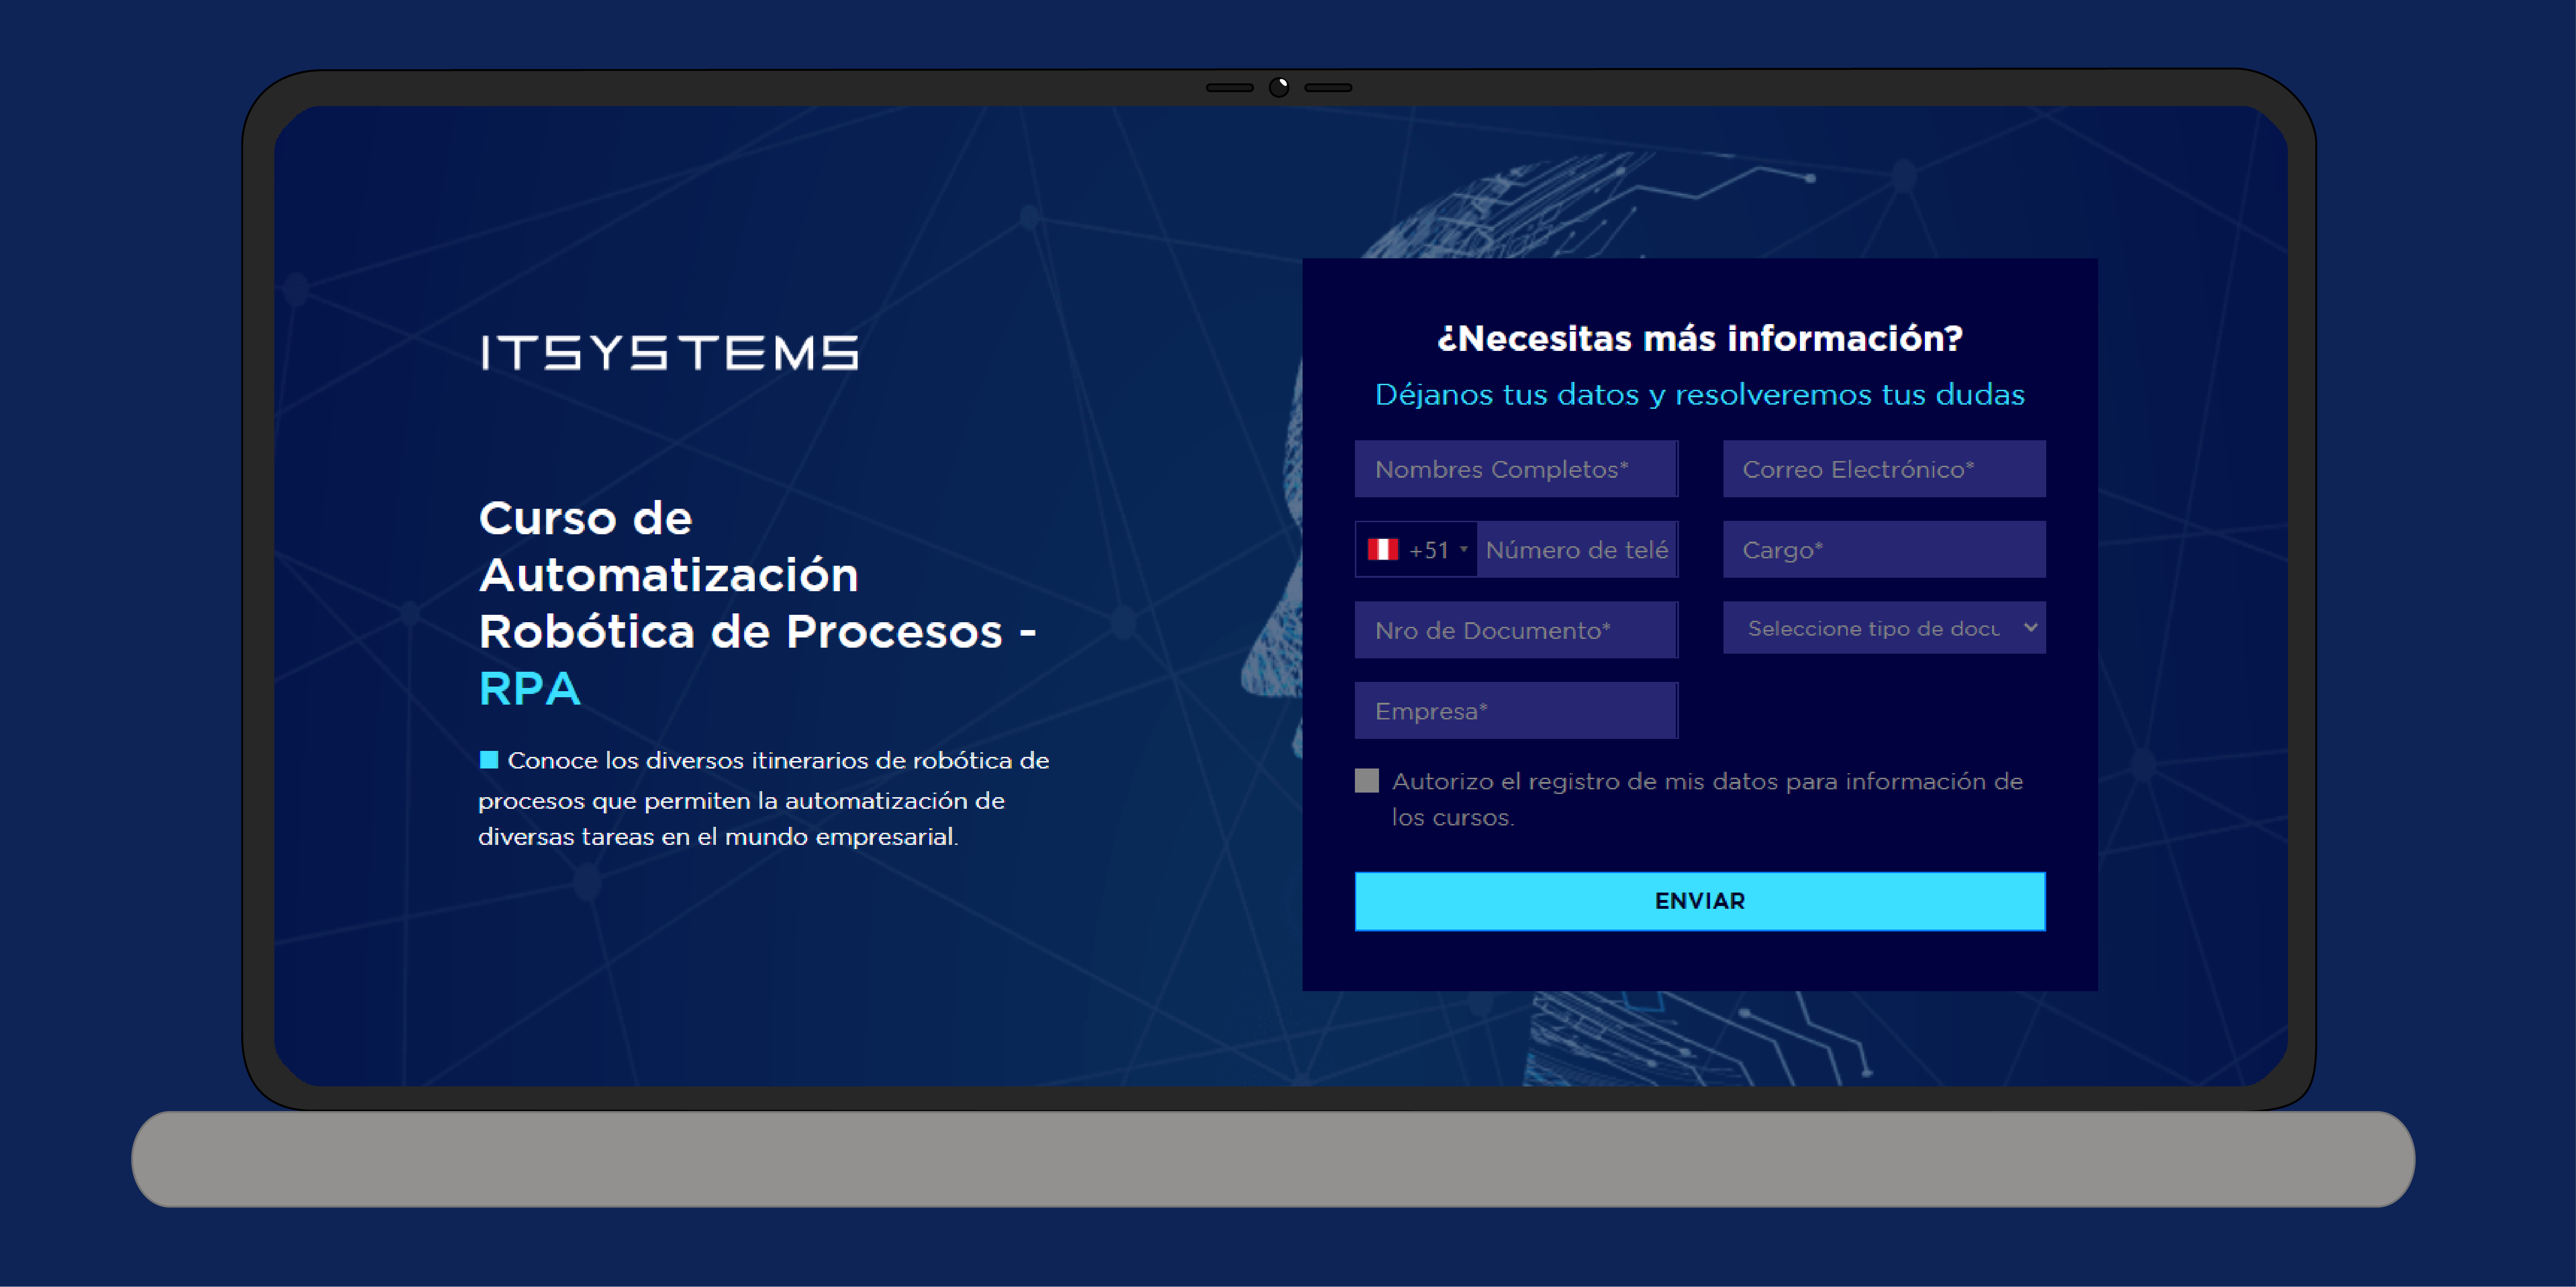 ITSYSTEMS
Curso de
Automatización
Robótica de Procesos -
RPA
Conoce los diversos itinerarios de robótica de
procesos que permiten la automatización de
diversas tareas en el mundo empresarial.
¿Necesitas más información?
Déjanos tus datos y resolveremos tus dudas
Nombres Completos* Correo Electrónico*
+51 Número de telé Cargo*
Nro de Documento* Seleccione tipo de docu
Empresa*
Autorizo el registro de mis datos para información de
los cursos.
ENVIAR